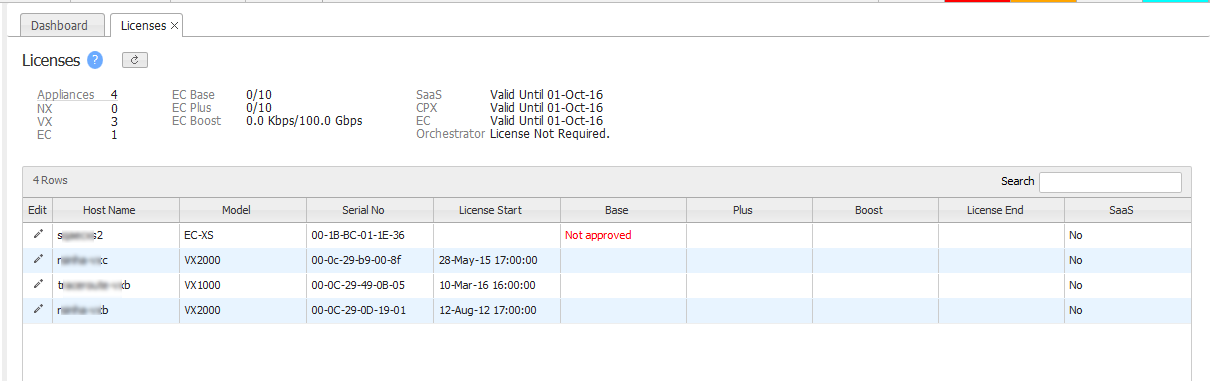 Dashboard Licenses ×
Licenses ?
Appliances 4 EC Base 0/10 SaaS Valid Until 01-Oct-16
NX 0 EC Plus 0/10 CPX Valid Until 01-Oct-16
VX 3 EC Boost 0.0 Kbps/100.0 Gbps EC Valid Until 01-Oct-16
EC 1 Orchestrator License Not Required.
4 Rows Search
Edit Host Name Model Serial No License Start Base Plus Boost License End SaaS
EC-XS 00-1B-BC-01-1E-36 Not approved No
VX2000 00-0c-29-b9-00-8f 28-May-15 17:00:00 No
VX1000 00-0C-29-49-0B-05 10-Mar-16 16:00:00 No
VX2000 00-0C-29-0D-19-01 12-Aug-12 17:00:00 No